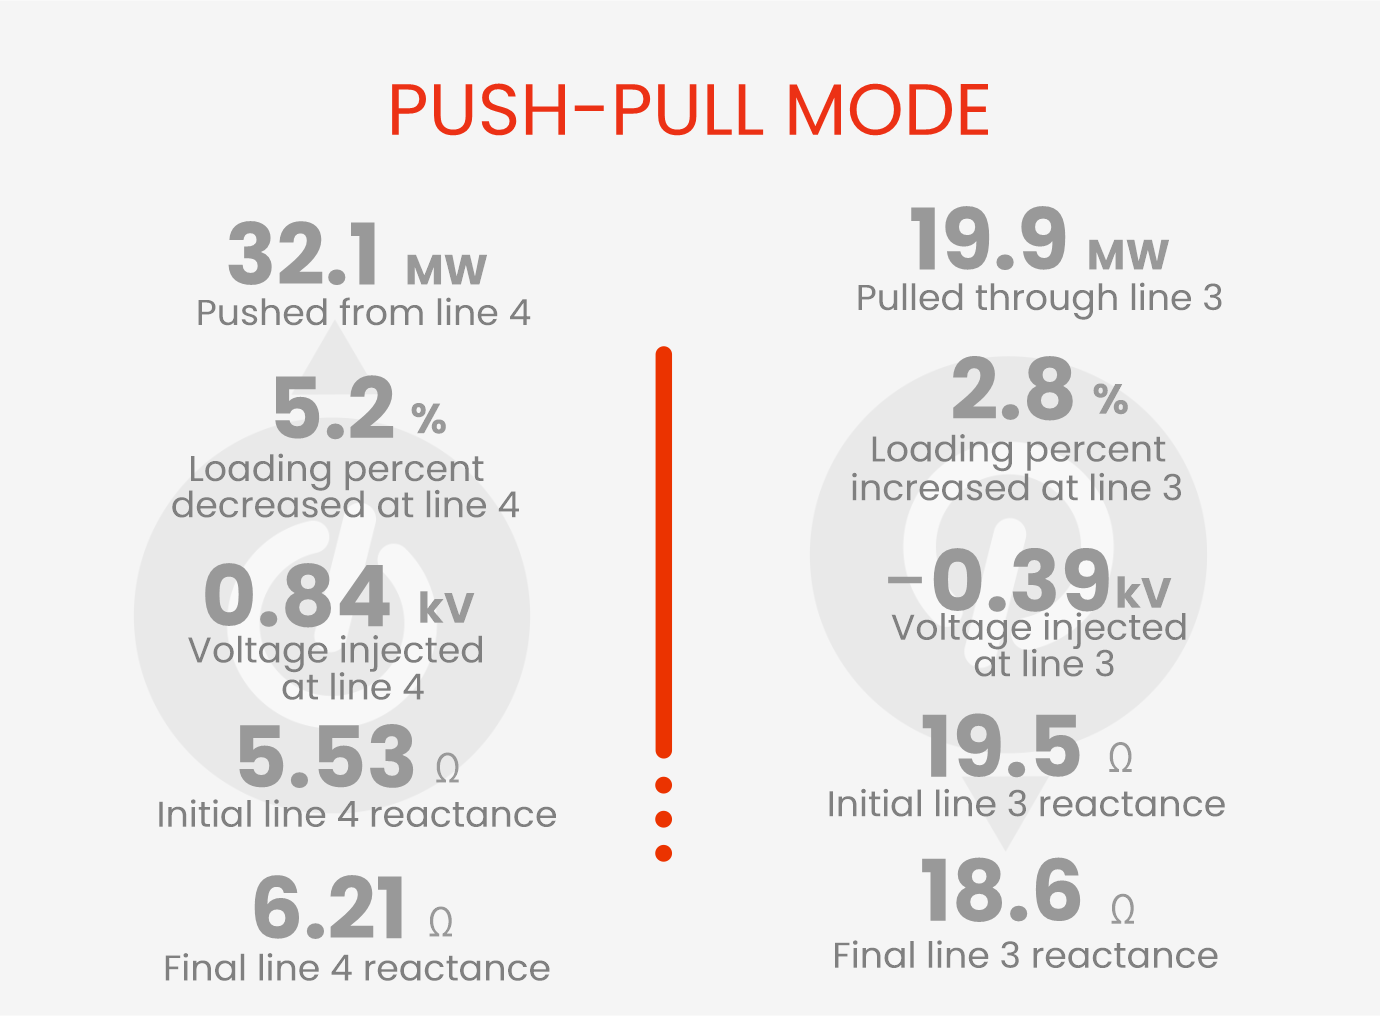 PUSH-PULL MODE
32.1 MW
Pushed from line 4
5.2 %
Loading percent
decreased at line 4
0.84 kV
Voltage injected
at line 4
5.53 Ω
Initial line 4 reactance
6.21 Ω
Final line 4 reactance
19.9 MW
Pulled through line 3
2.8 %
Loading percent
increased at line 3
−0.39kV
Voltage injected
at line 3
19.5 Ω
Initial line 3 reactance
18.6 Ω
Final line 3 reactance